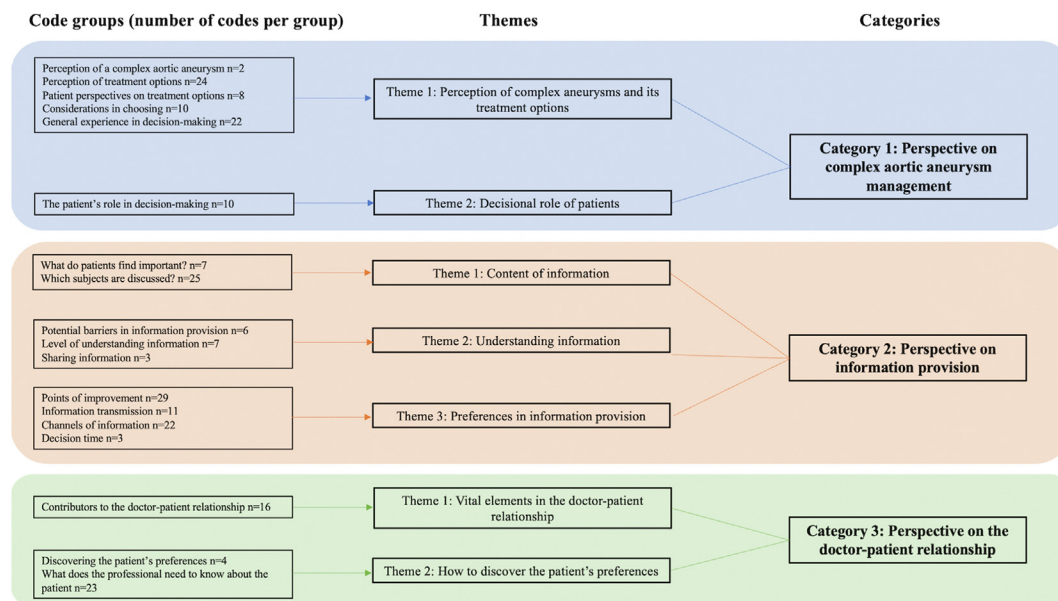 Code groups (number of codes per group)
Themes
Categories
Perception of a complex aortic aneurysm n=2
Perception of treatment options n=24
Patient perspectives on treatment options n=8
Considerations in choosing n=10
General experience in decision-making n=22
Theme 1: Perception of complex aneurysms and its
treatment options
Category 1: Perspective on
complex aortic aneurysm
management
The patient's role in decision-making n=10
Theme 2: Decisional role of patients
What do patients find important? n=7
Which subjects are discussed? n=25
Theme 1: Content of information
Potential barriers in information provision n=6
Level of understanding information n=7
Sharing information n=3
Theme 2: Understanding information
Category 2: Perspective on
information provision
Points of improvement n=29
Information transmission n=11
Channels of information n=22
Decision time n=3
Theme 3: Preferences in information provision
Contributors to the doctor-patient relationship n=16
Theme 1: Vital elements in the doctor-patient
relationship
Category 3: Perspective on the
doctor-patient relationship
Discovering the patient's preferences n=4
What does the professional need to know about the
patient n=23
Theme 2: How to discover the patient's preferences